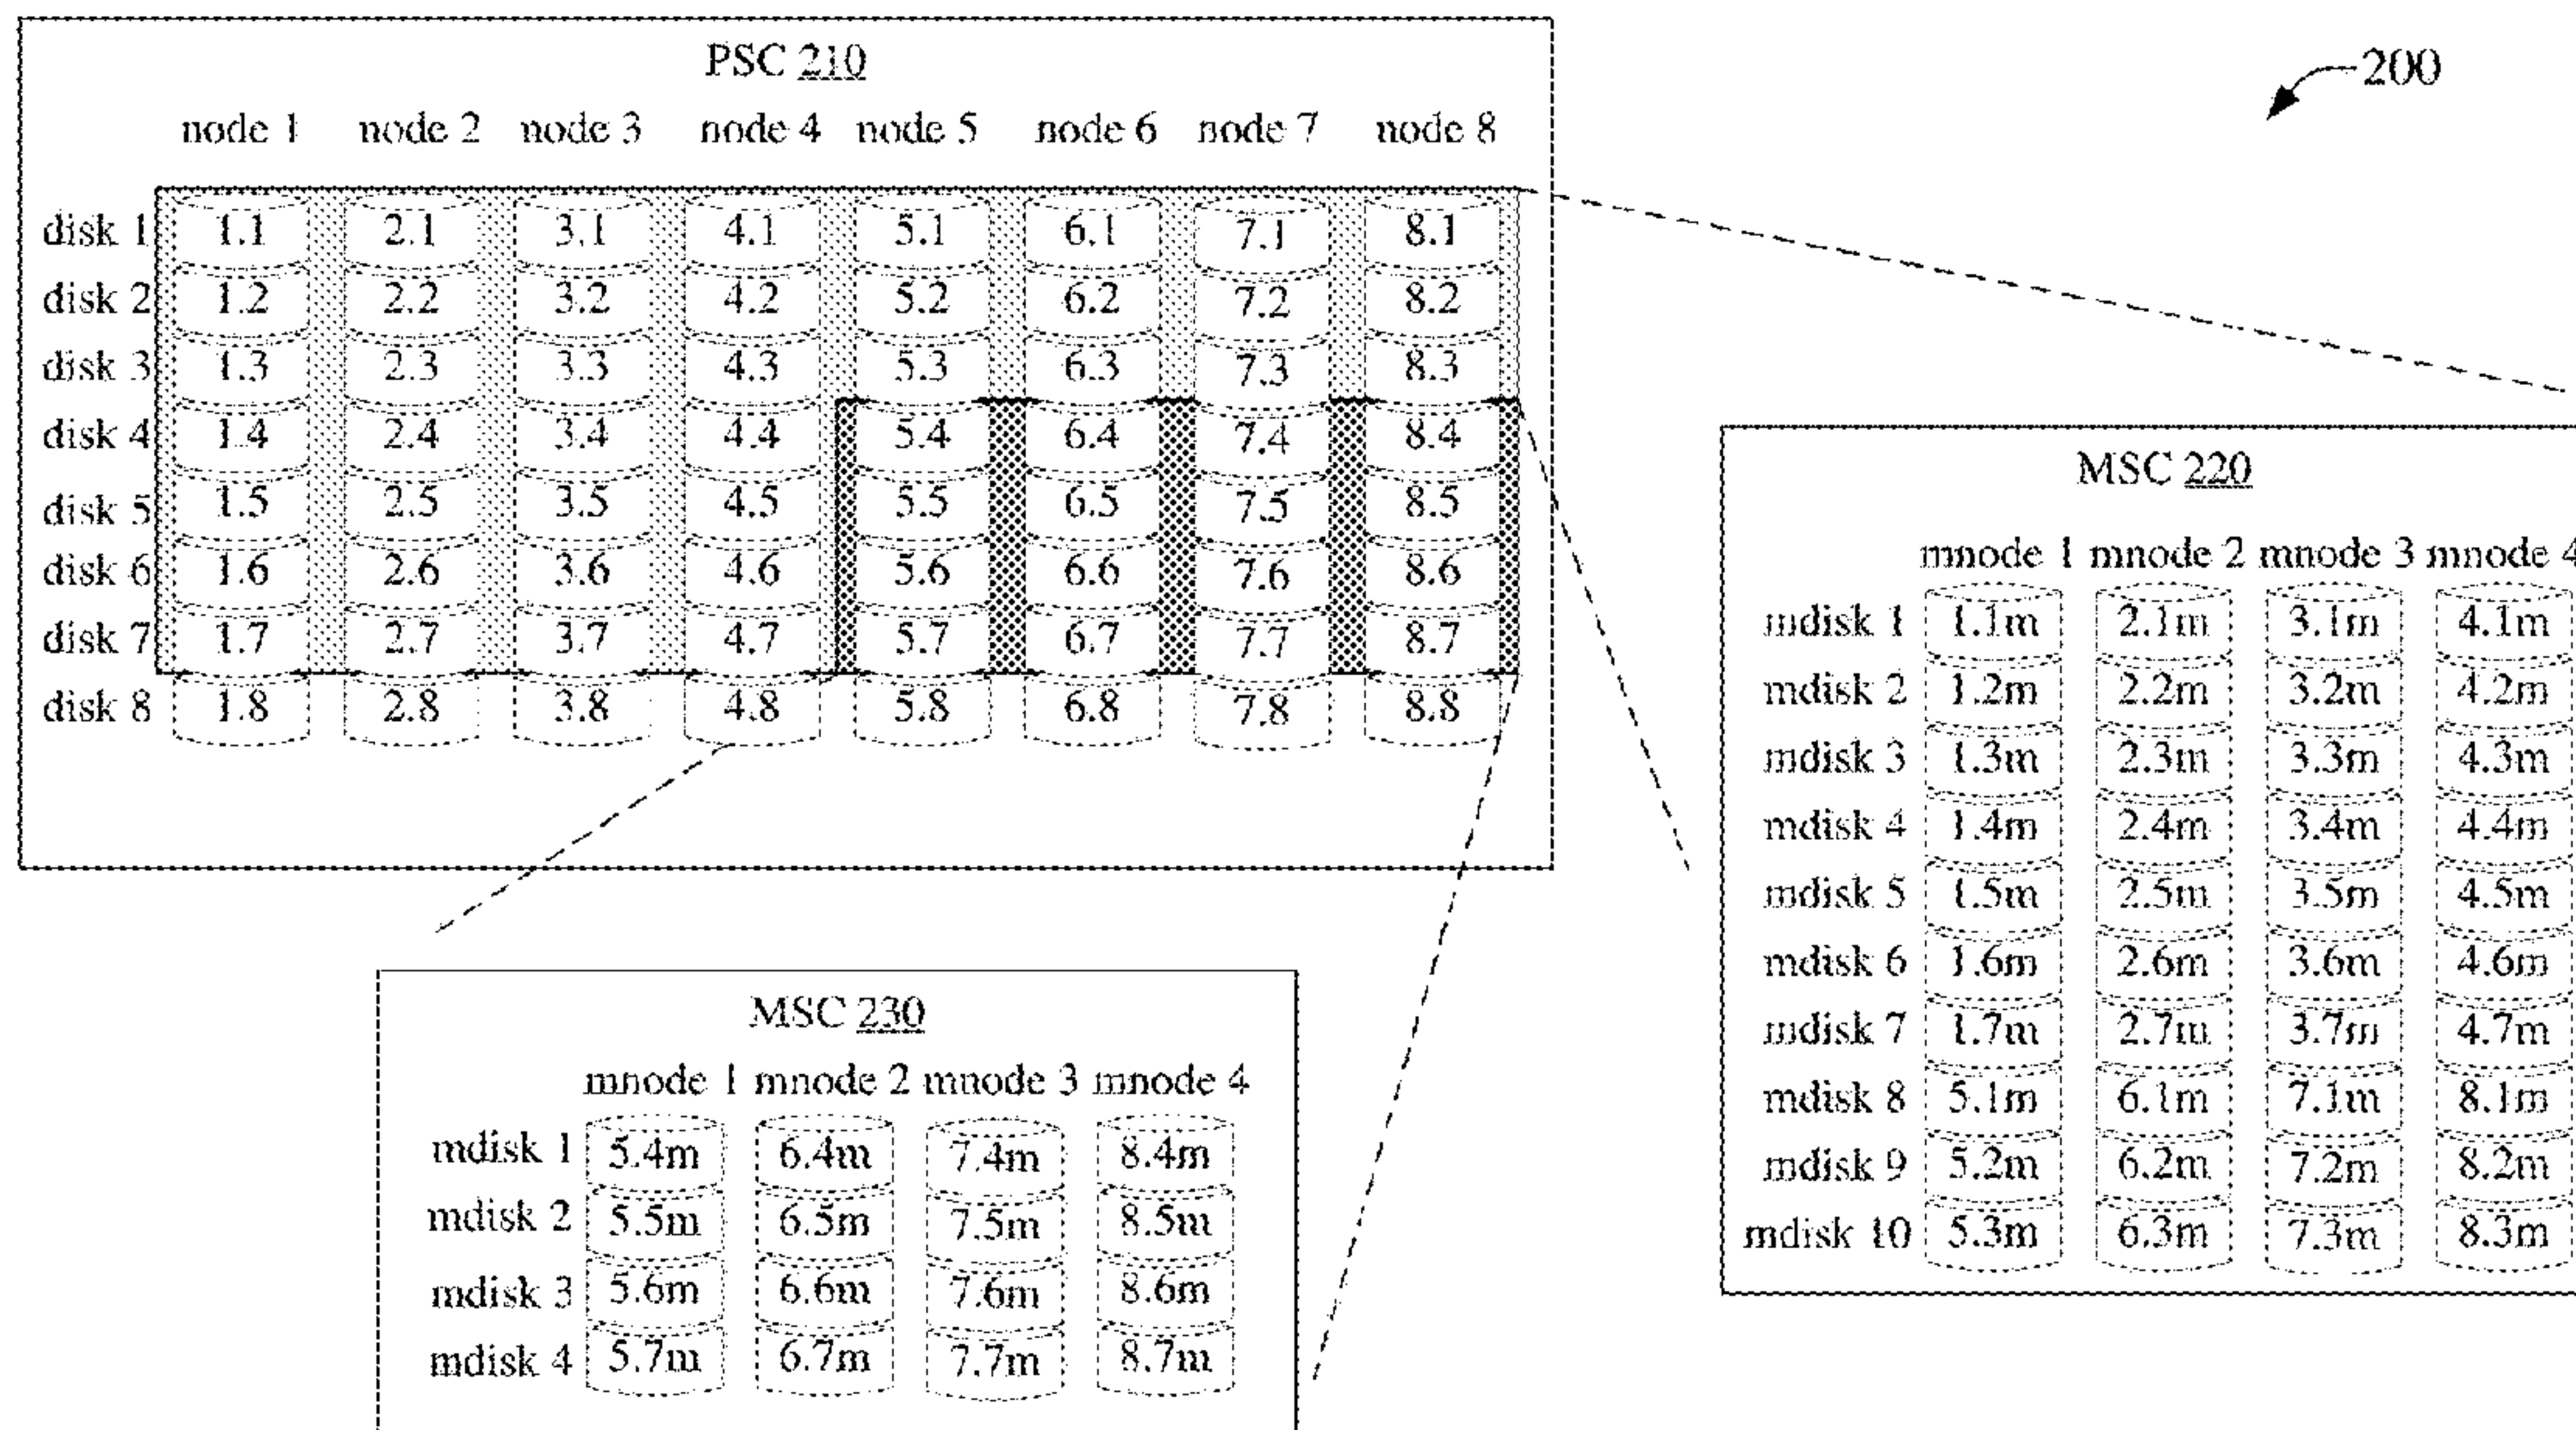 PSC 210
200
node 1 node 2 node 3 node 4 node 5 node 6 node 7 node 8
disk 1 1.1 2.1 3.1 4.1 5.1 6.1 7.1 8.1
disk 2 1.2 2.2 3.2 4.2 5.2 6.2 7.2 8.2
disk 3 1.3 2.3 3.3 4.3 5.3 6.3 7.3 8.3
disk 4 1.4 2.4 3.4 4.4 5.4 6.4 7.4 8.4
disk 5 1.5 2.5 3.5 4.5 5.5 6.5 7.5 8.5
disk 6 1.6 2.6 3.6 4.6 5.6 6.6 7.6 8.6
disk 7 1.7 2.7 3.7 4.7 5.7 6.7 7.7 8.7
disk 8 1.8 2.8 3.8 4.8 5.8 6.8 7.8 8.8
MSC 220
mnode 1 mnode 2 mnode 3 mnode 4
mdisk 1 1.1m 2.1m 3.1m 4.1m
mdisk 2 1.2m 2.2m 3.2m 4.2m
mdisk 3 1.3m 2.3m 3.3m 4.3m
mdisk 4 1.4m 2.4m 3.4m 4.4m
mdisk 5 1.5m 2.5m 3.5m 4.5m
mdisk 6 1.6m 2.6m 3.6m 4.6m
mdisk 7 1.7m 2.7m 3.7m 4.7m
mdisk 8 5.1m 6.1m 7.1m 8.1m
mdisk 9 5.2m 6.2m 7.2m 8.2m
mdisk 10 5.3m 6.3m 7.3m 8.3m
MSC 230
mnode 1 mnode 2 mnode 3 mnode 4
mdisk 1 5.4m 6.4m 7.4m 8.4m
mdisk 2 5.5m 6.5m 7.5m 8.5m
mdisk 3 5.6m 6.6m 7.6m 8.6m
mdisk 4 5.7m 6.7m 7.7m 8.7m